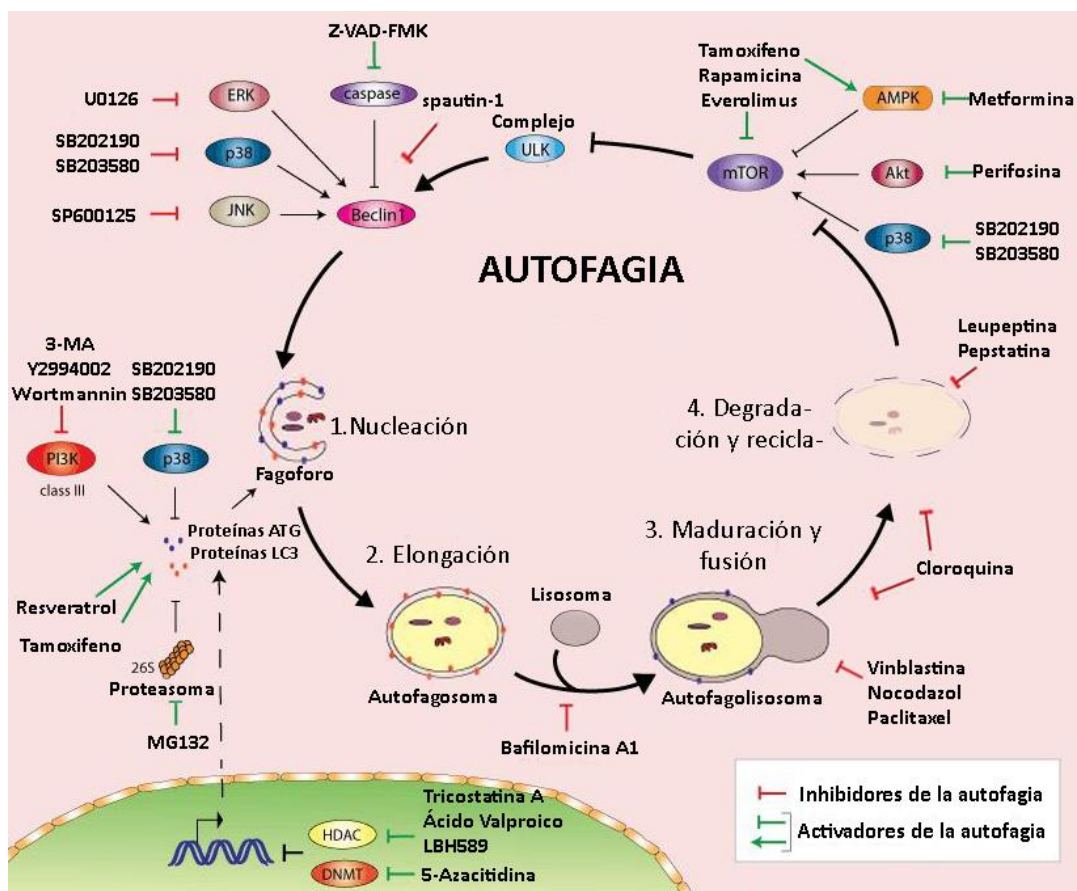 Z-VAD-FMK
caspase
spautin-1
U0126
ERK
SB202190
SB203580
p38
SP600125
JNK
Beclin1
Complejo
ULK
Tamoxifeno
Rapamicina
Everolimus
AMPK
Metformina
mTOR
Akt
Perifosina
p38
SB202190
SB203580
AUTOFAGIA
3-MA
Y2994002
Wortmannin
PI3K
class III
SB202190
SB203580
p38
1.Nucleación
Fagoforo
Proteínas ATG
Proteínas LC3
Resveratrol
Tamoxifeno
26S
Proteasoma
MG132
2. Elongación
Autofagosoma
Lisosoma
Bafilomicina A1
3. Maduración y
fusión
Autofagolisosoma
Cloroquina
Vinblastina
Nocodazol
Paclitaxel
4. Degrada-
ción y recicla-
Leupeptina
Pepstatina
Tricostatina A
Ácido Valproico
LBH589
HDAC
DNMT
5-Azacitidina
Inhibidores de la autofagia
Activadores de la autofagia